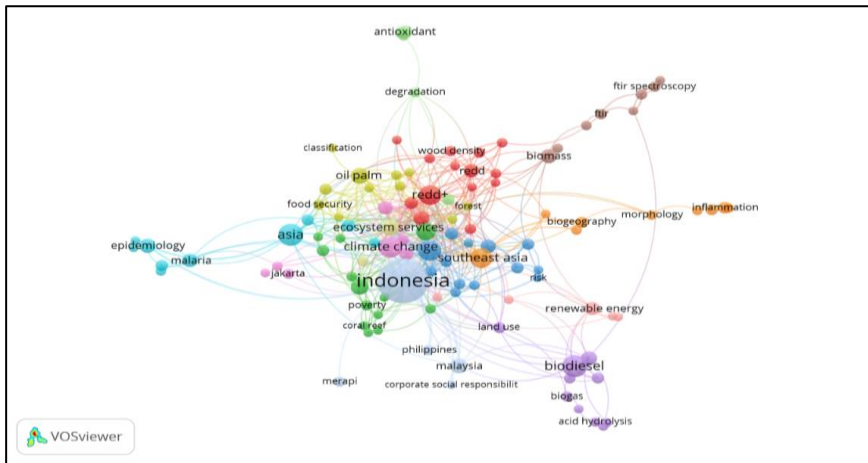 antioxidant
degradation
ftir spectroscopy
ftir
classification
wood density
biomass
oil palm
redd
redd+
food security
forest
inflammation
morphology
biogeography
ecosystem services
asia
epidemiology
climate change
malaria
southeast asia
jakarta
risk
indonesia
poverty
renewable energy
coral reef
land use
philippines
malaysia
biodiesel
merapi
corporate social responsibilit
biogas
acid hydrolysis
VOSviewer